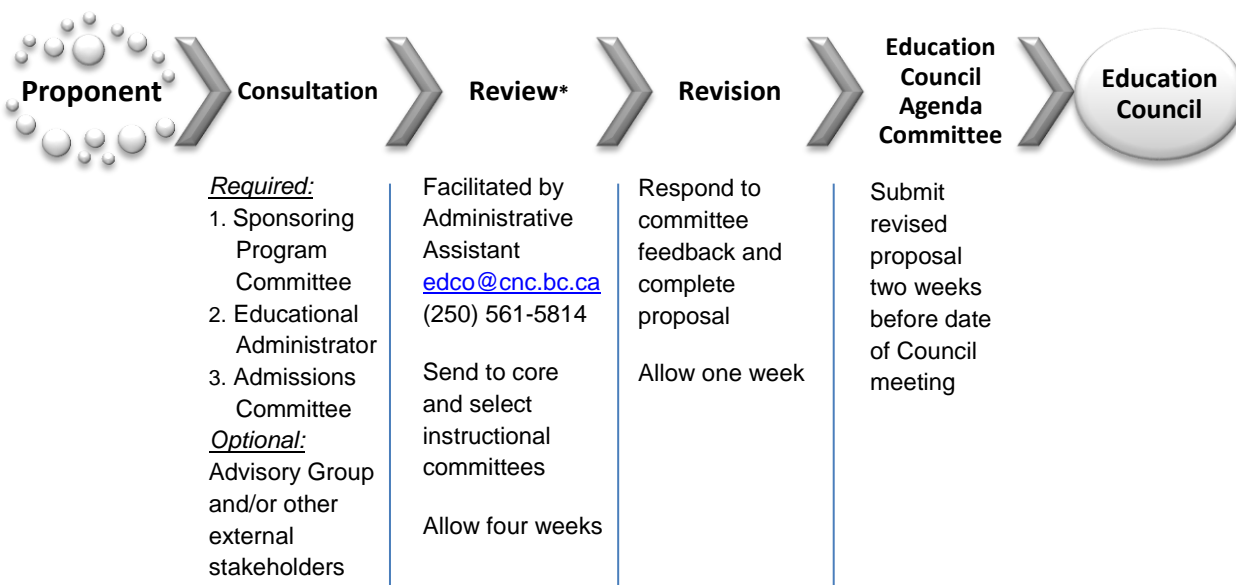 Proponent
Consultation
Review*
Revision
Education
Council
Agenda
Committee
Education
Council
Required:
1. Sponsoring
Program
Committee
2. Educational
Administrator
3. Admissions
Committee
Optional:
Advisory Group
and/or other
external
stakeholders
Facilitated by
Administrative
Assistant
edco@cnc.bc.ca
(250) 561-5814
Send to core
and select
instructional
committees
Allow four weeks
Respond to
committee
feedback and
complete
proposal
Allow one week
Submit
revised
proposal
two weeks
before date
of Council
meeting